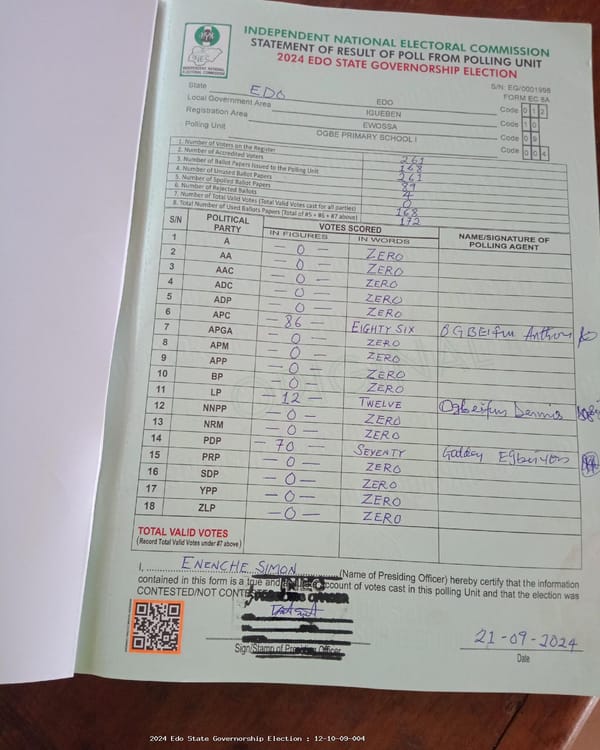 INDEPENDENT NATIONAL ELECTORAL COMMISSION
STATEMENT OF RESULT OF POLL FROM POLLING UNIT
2024 EDO STATE GOVERNORSHIP ELECTION
INEC
INDEPENDENT NATIONAL ELECTORAL COMMISSION
S/N: EG/0001998
FORM EC 8A
State EDO EDO Code 0 1 2
Local Government Area IGUEBEN Code 1 0
Registration Area EWOSSA Code 0 9
Polling Unit OGBE PRIMARY SCHOOL I Code 0 0 4
1. Number of Voters on the Register 261
2. Number of Accredited Voters 168
3. Number of Ballot Papers Issued to the Polling Unit 261
4. Number of Unused Ballot Papers 89
5. Number of Spoiled Ballot Papers 4
6. Number of Rejected Ballots 0
7. Number of Total Valid Votes (Total Valid Votes cast for all parties) 168
8. Total Number of Used Ballots Papers (Total of #5 + #6 + #7 above) 172
S/N POLITICAL PARTY VOTES SCORED NAME/SIGNATURE OF POLLING AGENT
IN FIGURES IN WORDS
1 A — 0 — ZERO
2 AA — 0 — ZERO
3 AAC — 0 — ZERO
4 ADC — 0 — ZERO
5 ADP — 0 — ZERO
6 APC — 86 — EIGHTY SIX OGBEIFUN Anthony
7 APGA — 0 — ZERO
8 APM — 0 — ZERO
9 APP — 0 — ZERO
10 BP — 0 — ZERO
11 LP — 12 — TWELVE Ogbeifun Dennis
12 NNPP — 0 — ZERO
13 NRM — 0 — ZERO
14 PDP — 70 — SEVENTY
15 PRP — 0 — ZERO
16 SDP — 0 — ZERO
17 YPP — 0 — ZERO
18 ZLP — 0 — ZERO
TOTAL VALID VOTES
(Record Total Valid Votes under #7 above)
I, ENENCHE SIMON (Name of Presiding Officer) hereby certify that the information
contained in this form is a true and account of votes cast in this polling Unit and that the election was
CONTESTED/NOT
INEC
PRESIDING OFFICER
21-09-2024
Sign/Stamp of Presiding Officer
Date
2024 Edo State Governorship Election : 12-10-09-004